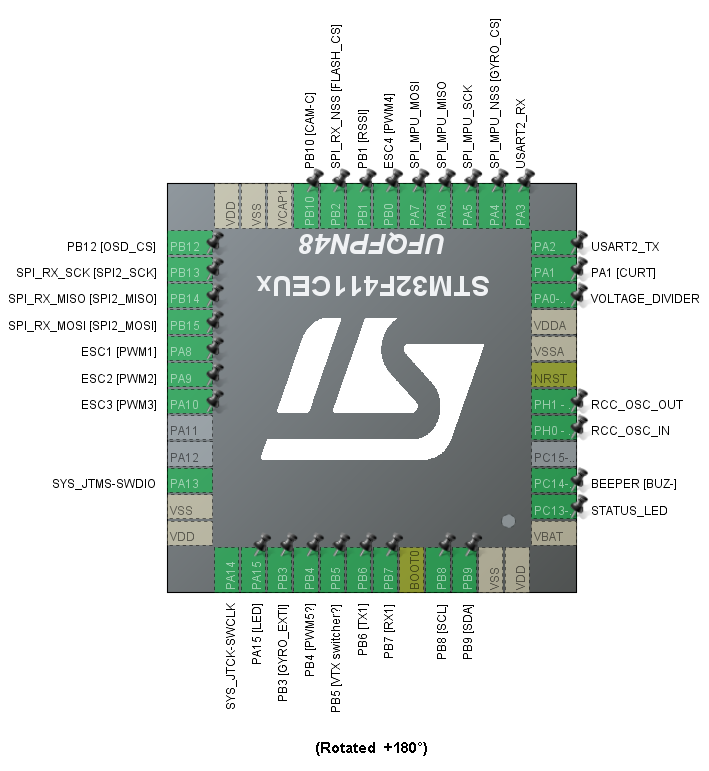 PB10 [CAM-C]
SPI_RX_NSS [FLASH_CS]
PB1 [RSSI]
ESC4 [PWM4]
SPI_MPU_MOSI
SPI_MPU_MISO
SPI_MPU_SCK
SPI_MPU_NSS [GYRO_CS]
USART2_RX
VDD
VSS
VCAP1
PB10
PB2
PB1
PB0
PA7
PA6
PA5
PA4
PA3
PB12 [OSD_CS]
PB12
SPI_RX_SCK [SPI2_SCK]
PB13
SPI_RX_MISO [SPI2_MISO]
PB14
SPI_RX_MOSI [SPI2_MOSI]
PB15
ESC1 [PWM1]
PA8
ESC2 [PWM2]
PA9
ESC3 [PWM3]
PA10
PA11
PA12
SYS_JTMS-SWDIO
PA13
VSS
VDD
UFQFPN48
STM32F411CEUx
ST
PA2
USART2_TX
PA1
PA1 [CURT]
PA0-..
VOLTAGE_DIVIDER
VDDA
VSSA
NRST
PH1 - ..
RCC_OSC_OUT
PH0 - ..
RCC_OSC_IN
PC15-..
PC14-..
BEEPER [BUZ-]
PC13-..
STATUS_LED
VBAT
PA14
PA15
PB3
PB4
PB5
PB6
PB7
BOOT0
PB8
PB9
VSS
VDD
SYS_JTCK-SWCLK
PA15 [LED]
PB3 [GYRO_EXTI]
PB4 [PWM5?]
PB5 [VTX switcher?]
PB6 [TX1]
PB7 [RX1]
PB8 [SCL]
PB9 [SDA]
(Rotated +180°)